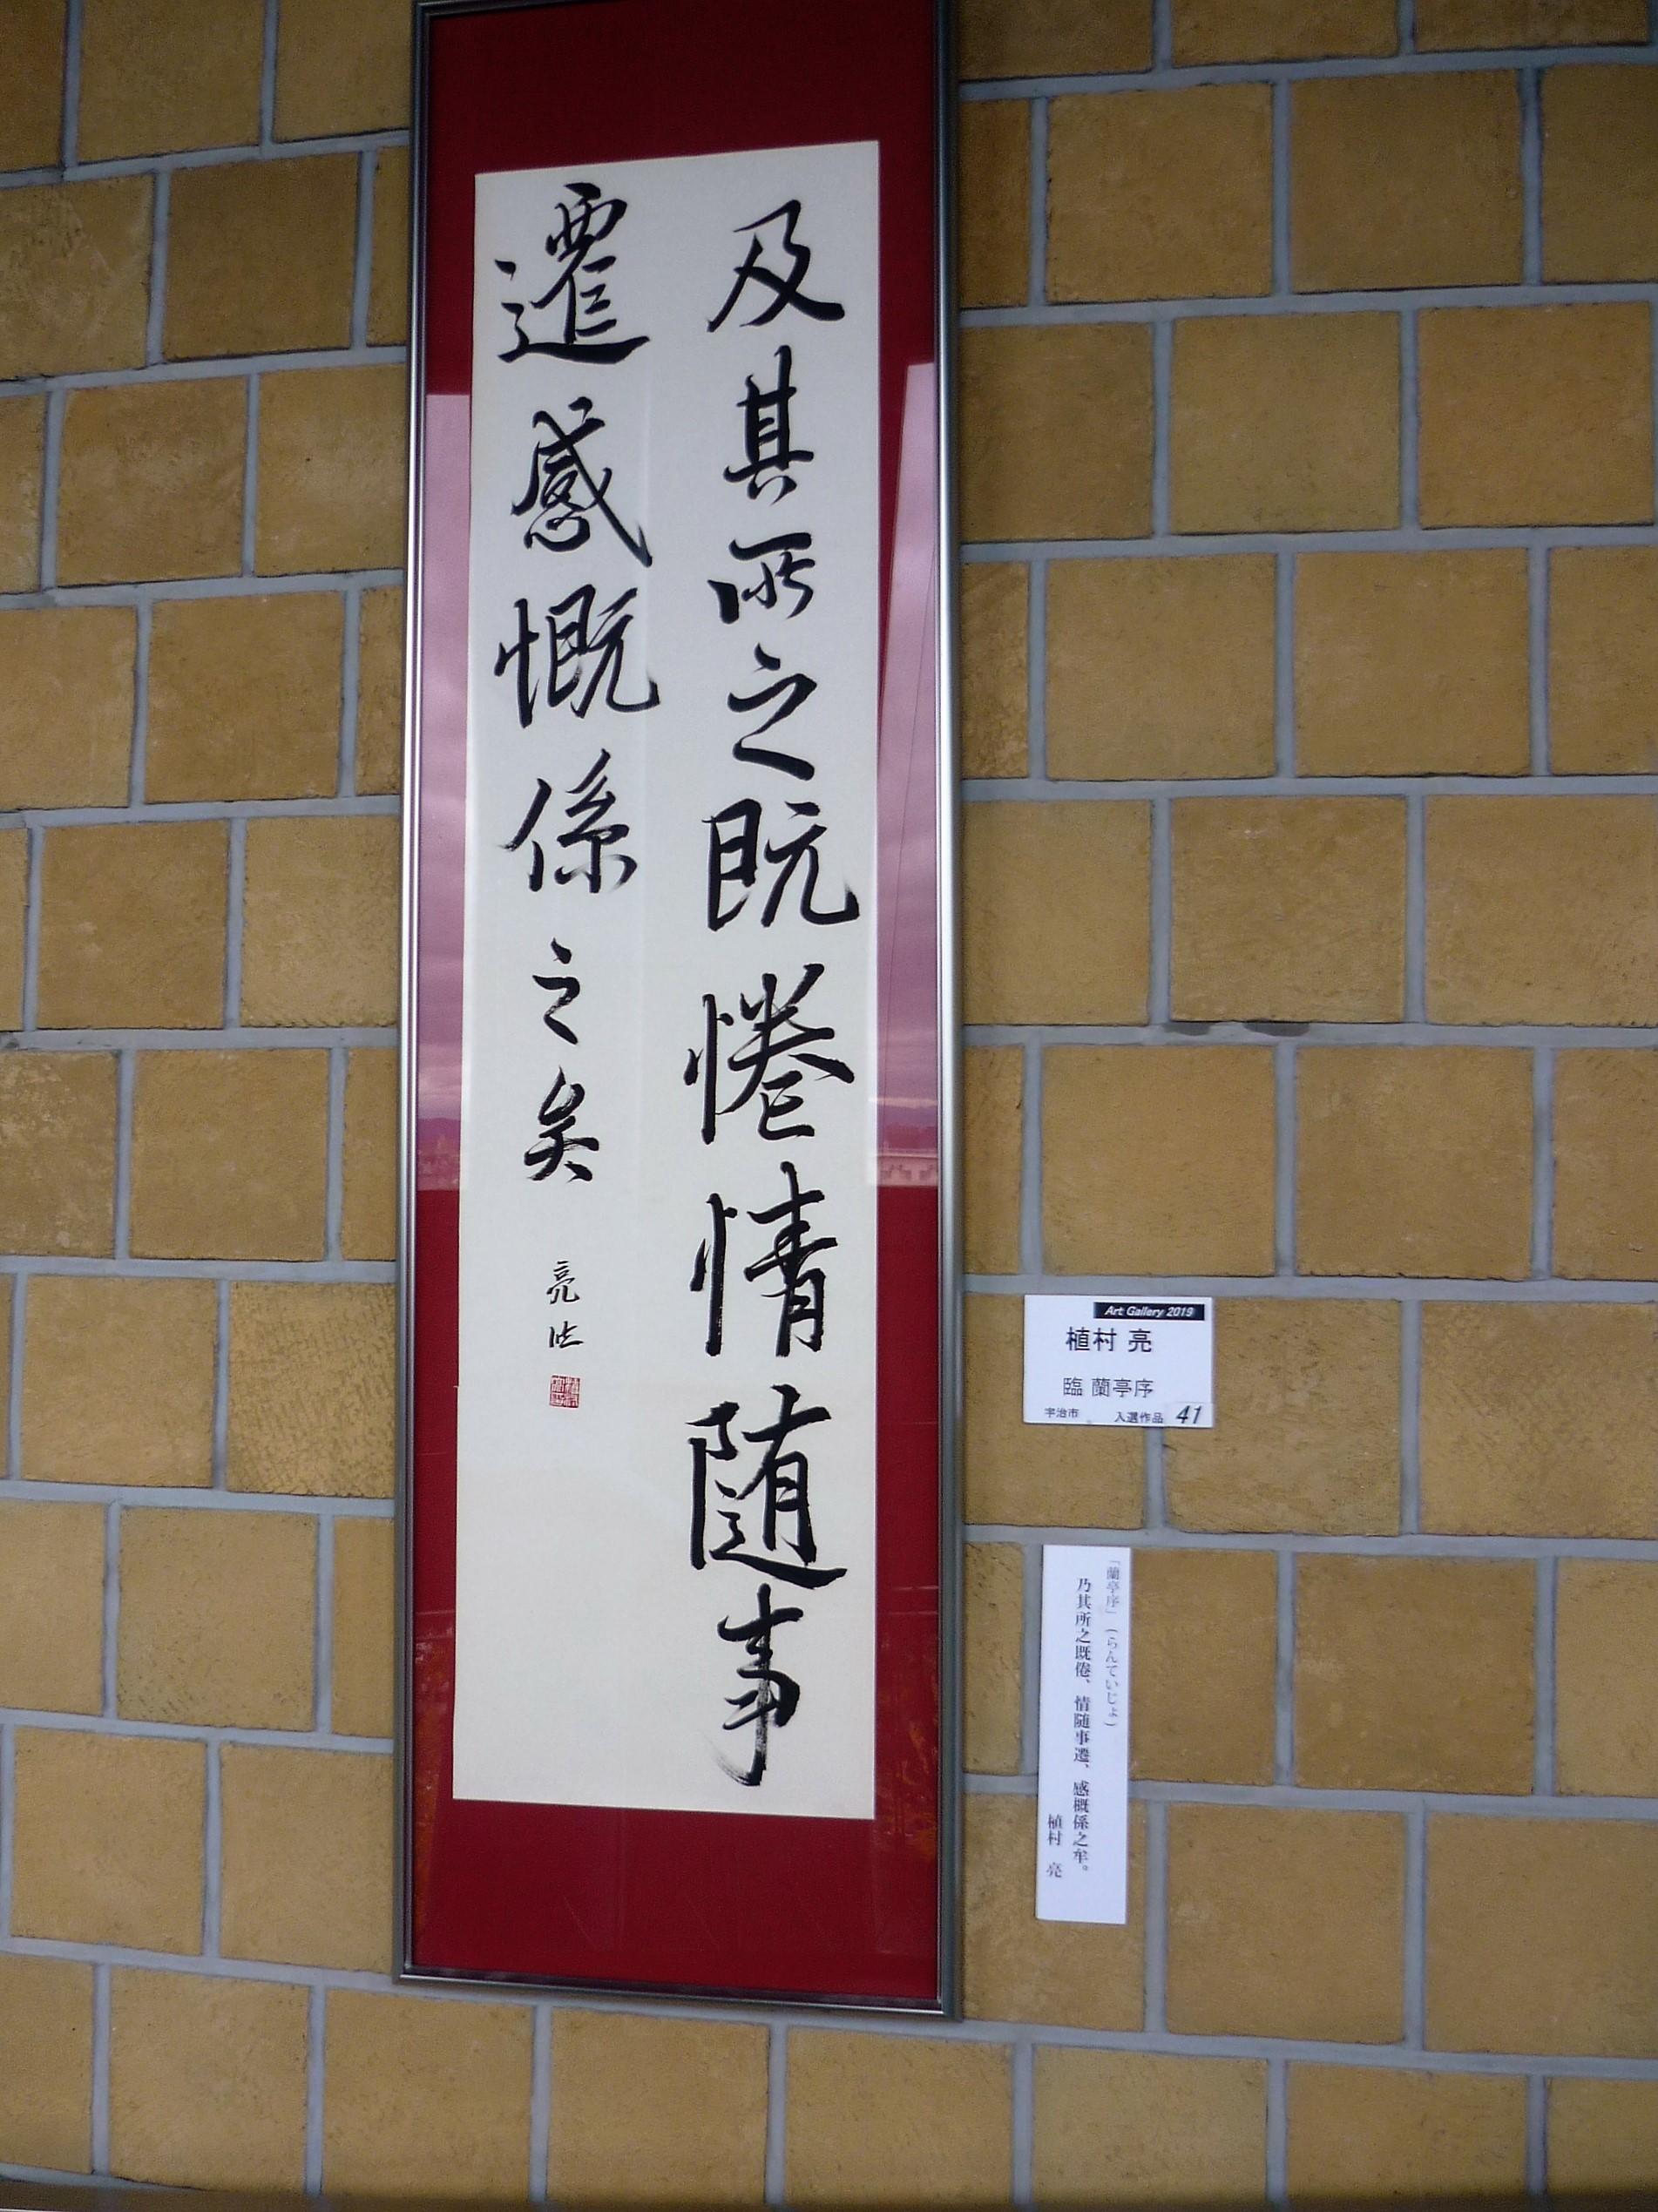 及其所之既惓情随事
遷感慨係之矣
亮臨
Art Gallery 2019
植村 亮
臨 蘭亭序
宇治市 入選作品 41
「蘭亭序」(らんていじょ)
乃其所之既倦、情随事遷、感概係之牟。
植村 亮